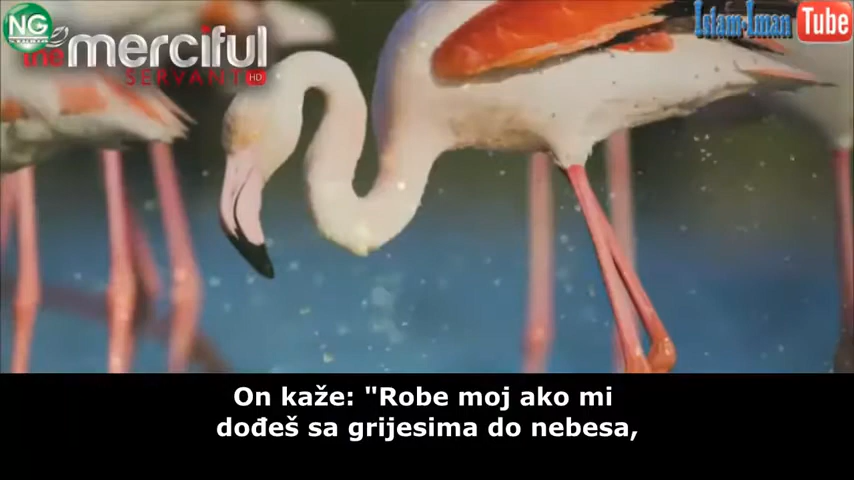 NG
STUDIO
the merciful
SERVANT HD
Islam-Iman Tube
On kaže: "Robe moj ako mi
dođeš sa grijesima do nebesa,